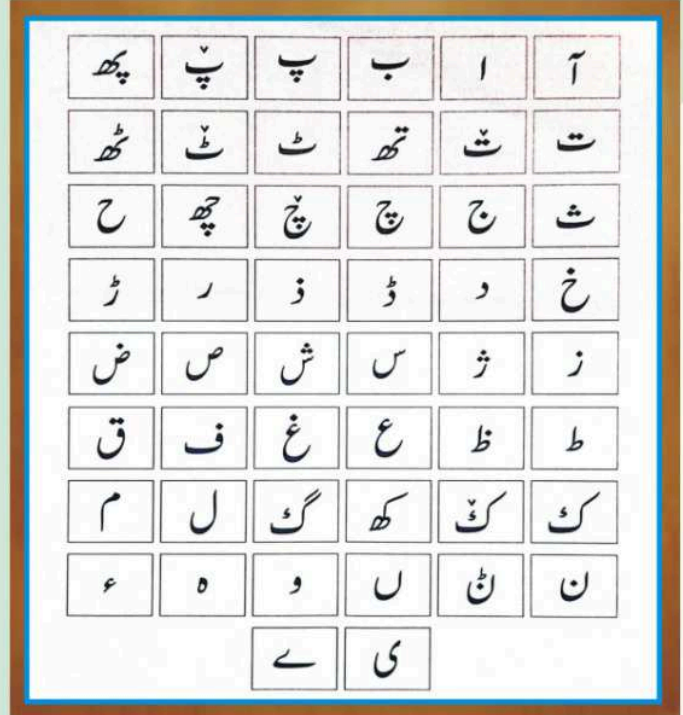 آ ا ب پ پٚ پھ
ت تٚ تھ ٹ ٹٚ ٹھ
ث ج چ چٚ چھ ح
خ د ڈ ذ ر ڑ
ز ژ س ش ص ض
ط ظ ع غ ف ق
ك كٚ کھ گ ل م
ن ݨ ں و ہ ء
ی ے